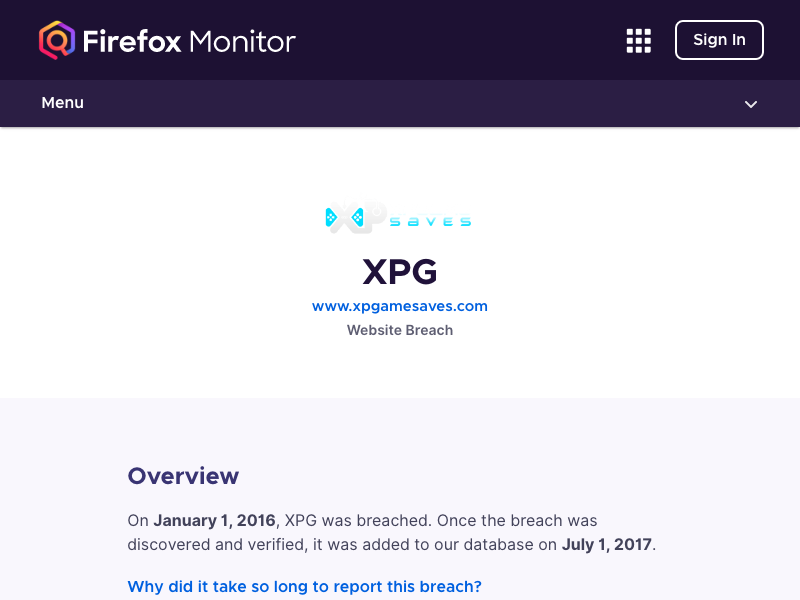 Firefox Monitor
Sign In
Menu
XP saves
XPG
www.xpgamesaves.com
Website Breach
Overview
On January 1, 2016, XPG was breached. Once the breach was
discovered and verified, it was added to our database on July 1, 2017.
Why did it take so long to report this breach?